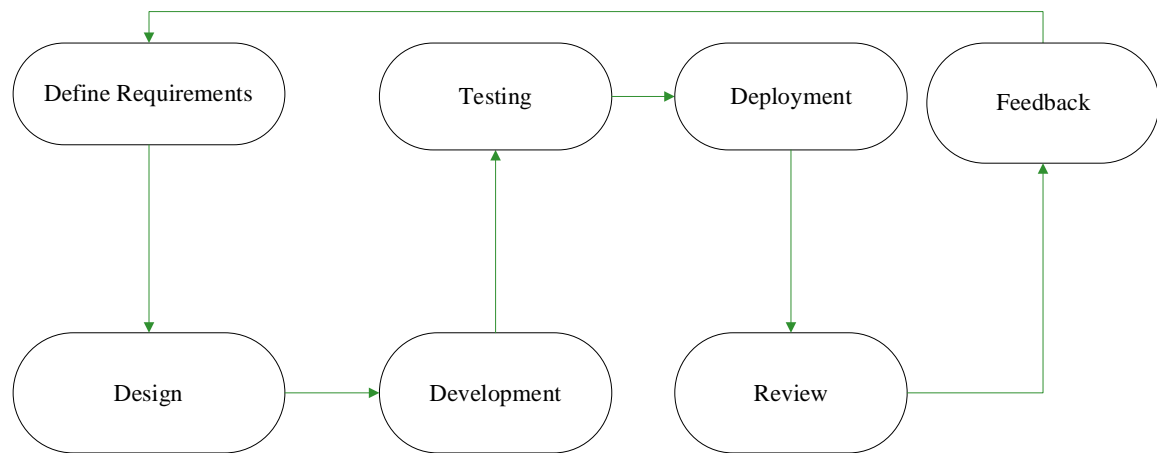 Define Requirements
Testing
Deployment
Feedback
Design
Development
Review